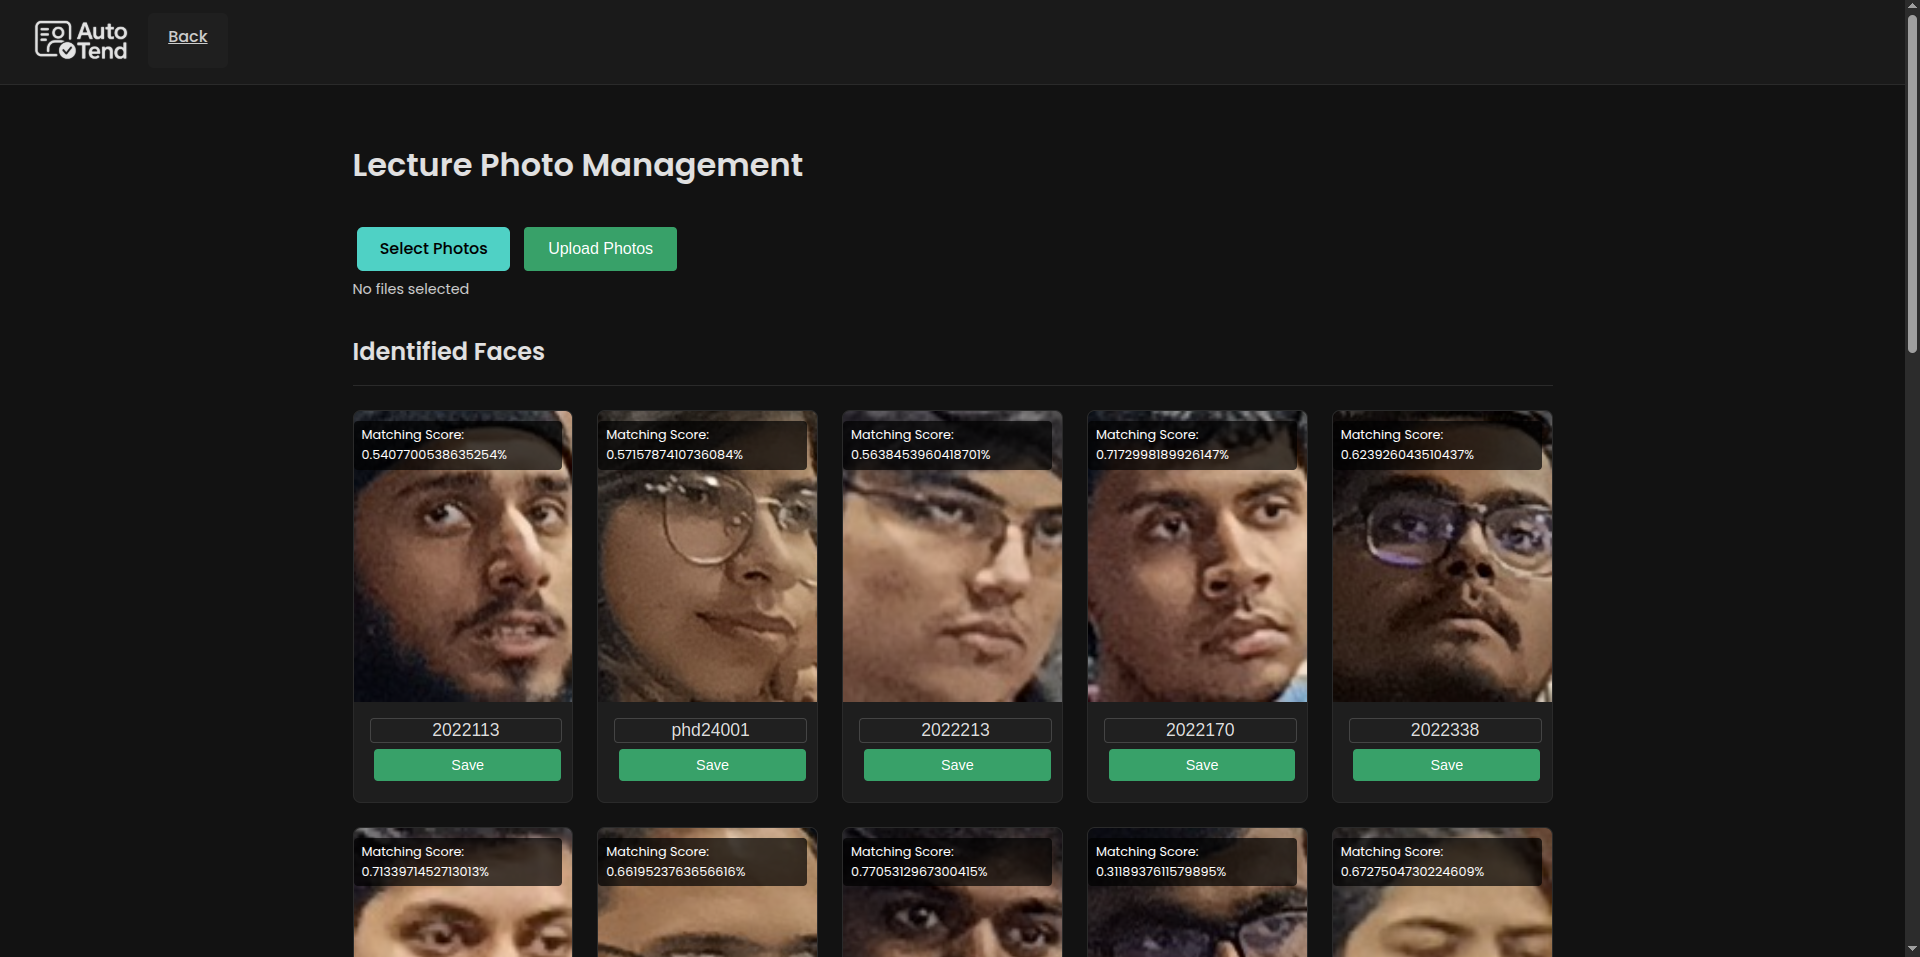 Auto
Tend
Back
Lecture Photo Management
Select Photos
Upload Photos
No files selected
Identified Faces
Matching Score:
0.5407700538635254%
Matching Score:
0.5715787410736084%
Matching Score:
0.5638453960418701%
Matching Score:
0.7172998189926147%
Matching Score:
0.623926043510437%
2022113
phd24001
2022213
2022170
2022338
Save
Save
Save
Save
Save
Matching Score:
0.7133971452713013%
Matching Score:
0.6619523763656616%
Matching Score:
0.7705312967300415%
Matching Score:
0.3118937611579895%
Matching Score:
0.6727504730224609%